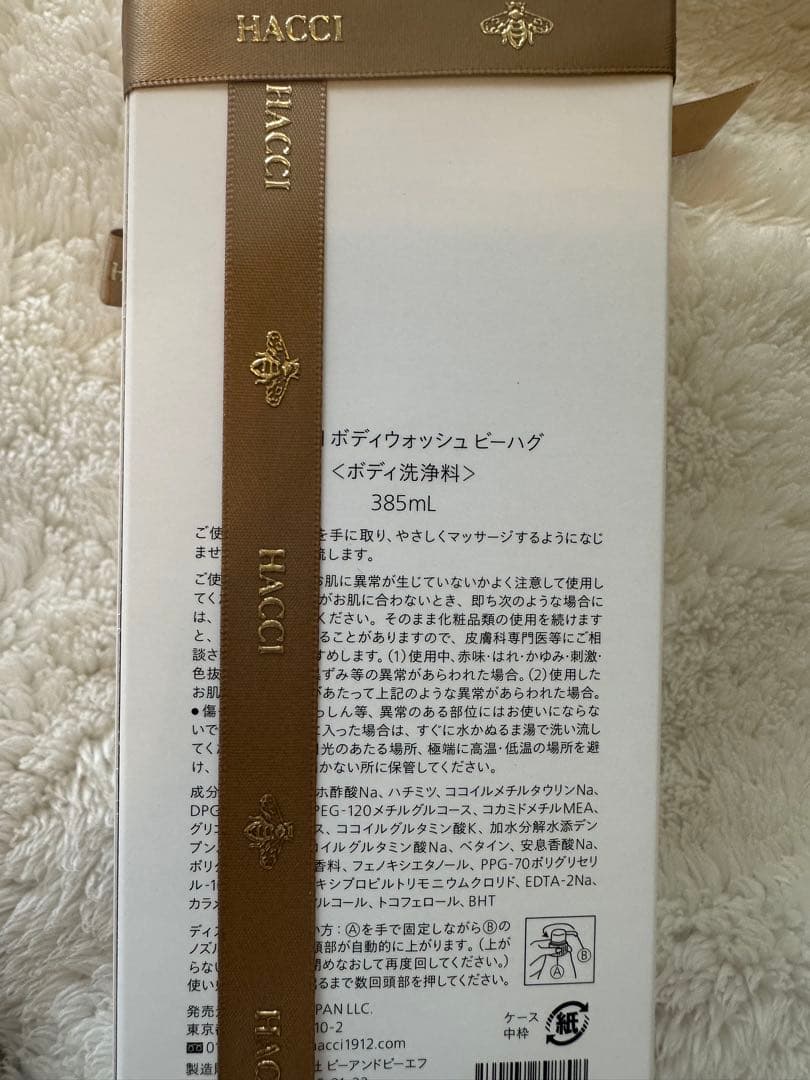 HACCI
HACCI
ボディウォッシュ ビーハグ
＜ボディ洗浄料＞
385mL
ご使 を手に取り、やさしくマッサージするようになじ
ませ 流します。
ご使 お肌に異常が生じていないかよく注意して使用し
てく がお肌に合わないとき、即ち次のような場合に
は、 ください。そのまま化粧品類の使用を続けます
と、 ることがありますので、皮膚科専門医等にご相
談さ すめします。(1)使用中、赤味・はれ・かゆみ・刺激・
色抜 ずみ等の異常があらわれた場合。(2)使用した
お肌 があたって上記のような異常があらわれた場合。
●傷 っしん等、異常のある部位にはお使いにならな
いで に入った場合は、すぐに水かぬるま湯で洗い流し
てく 光のあたる場所、極端に高温・低温の場所を避
け、 かない所に保管してください。
HACCI
成分 ホ酢酸Na、ハチミツ、ココイルメチルタウリンNa、
DPG PEG-120メチルグルコース、コカミドメチルMEA、
グリ ス、ココイルグルタミン酸K、加水分解水添デン
プン コイルグルタミン酸Na、ベタイン、安息香酸Na、
ポリ 香料、フェノキシエタノール、PPG-70ポリグリセリ
ル-1 キシプロピルトリモニウムクロリド、EDTA-2Na、
カラメ コール、トコフェロール、BHT
ディス い方：Ⓐを手で固定しながらⒷの
ノズル 頭部が自動的に上がります。（上が
らない 閉めなおして再度回してください。）
使い るまで数回頭部を押してください。
A
B
発売 PAN LLC.
東京都 10-2
01 acci1912.com
ケース
中枠
紙
HACCI
製造 社 ピーアンドピーエフ